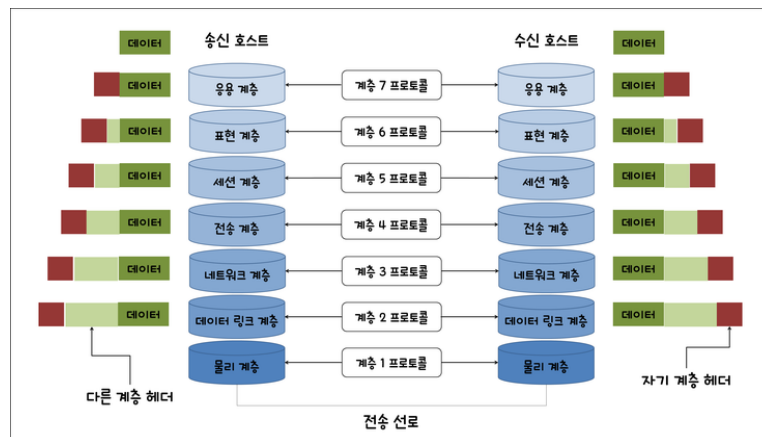 데이터 송신 호스트 수신 호스트 데이터
데이터 응용 계층 계층 7 프로토콜 응용 계층 데이터
데이터 표현 계층 계층 6 프로토콜 표현 계층 데이터
데이터 세션 계층 계층 5 프로토콜 세션 계층 데이터
데이터 전송 계층 계층 4 프로토콜 전송 계층 데이터
데이터 네트워크 계층 계층 3 프로토콜 네트워크 계층 데이터
데이터 데이터 링크 계층 계층 2 프로토콜 데이터 링크 계층 데이터
물리 계층 계층 1 프로토콜 물리 계층
다른 계층 헤더 자기 계층 헤더
전송 선로